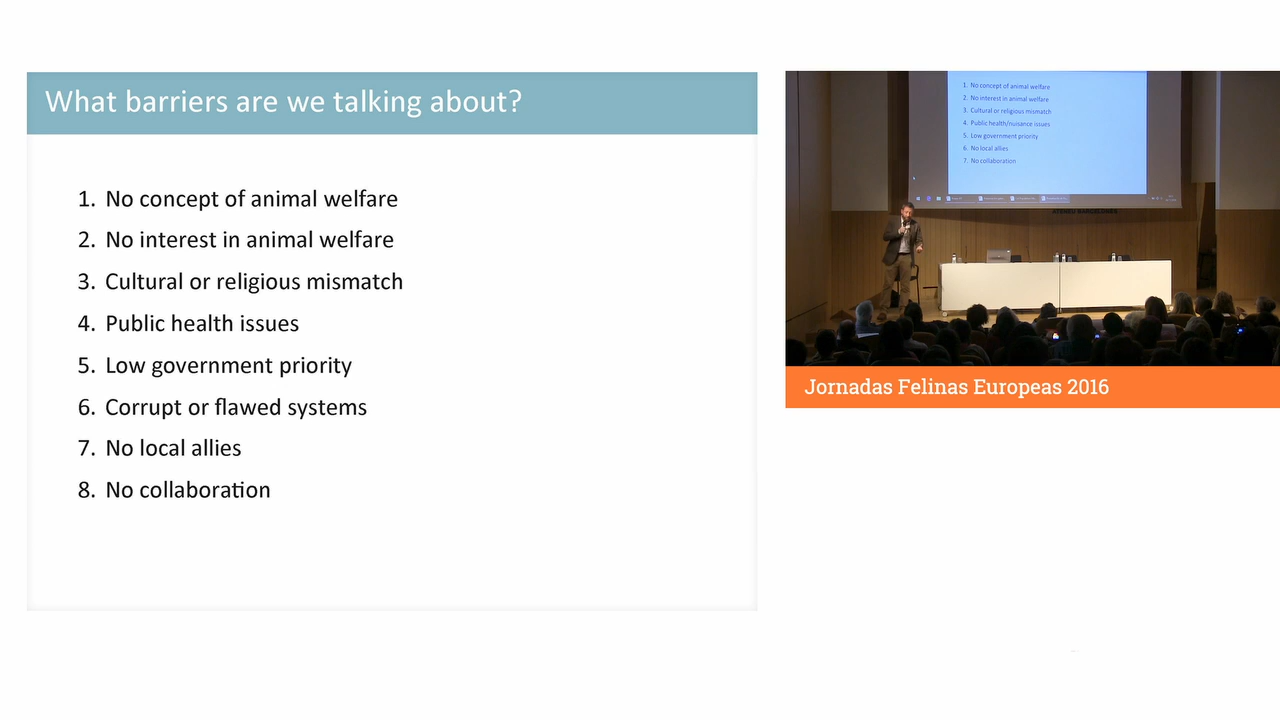 What barriers are we talking about?
1. No concept of animal welfare
2. No interest in animal welfare
3. Cultural or religious mismatch
4. Public health issues
5. Low government priority
6. Corrupt or flawed systems
7. No local allies
8. No collaboration
1. No concept of animal welfare
2. No interest in animal welfare
3. Cultural or religious mismatch
4. Public health/nuisance issues
5. Low government priority
6. No local allies
7. No collaboration
ATENEU BARCELONÈS
Jornadas Felinas Europeas 2016